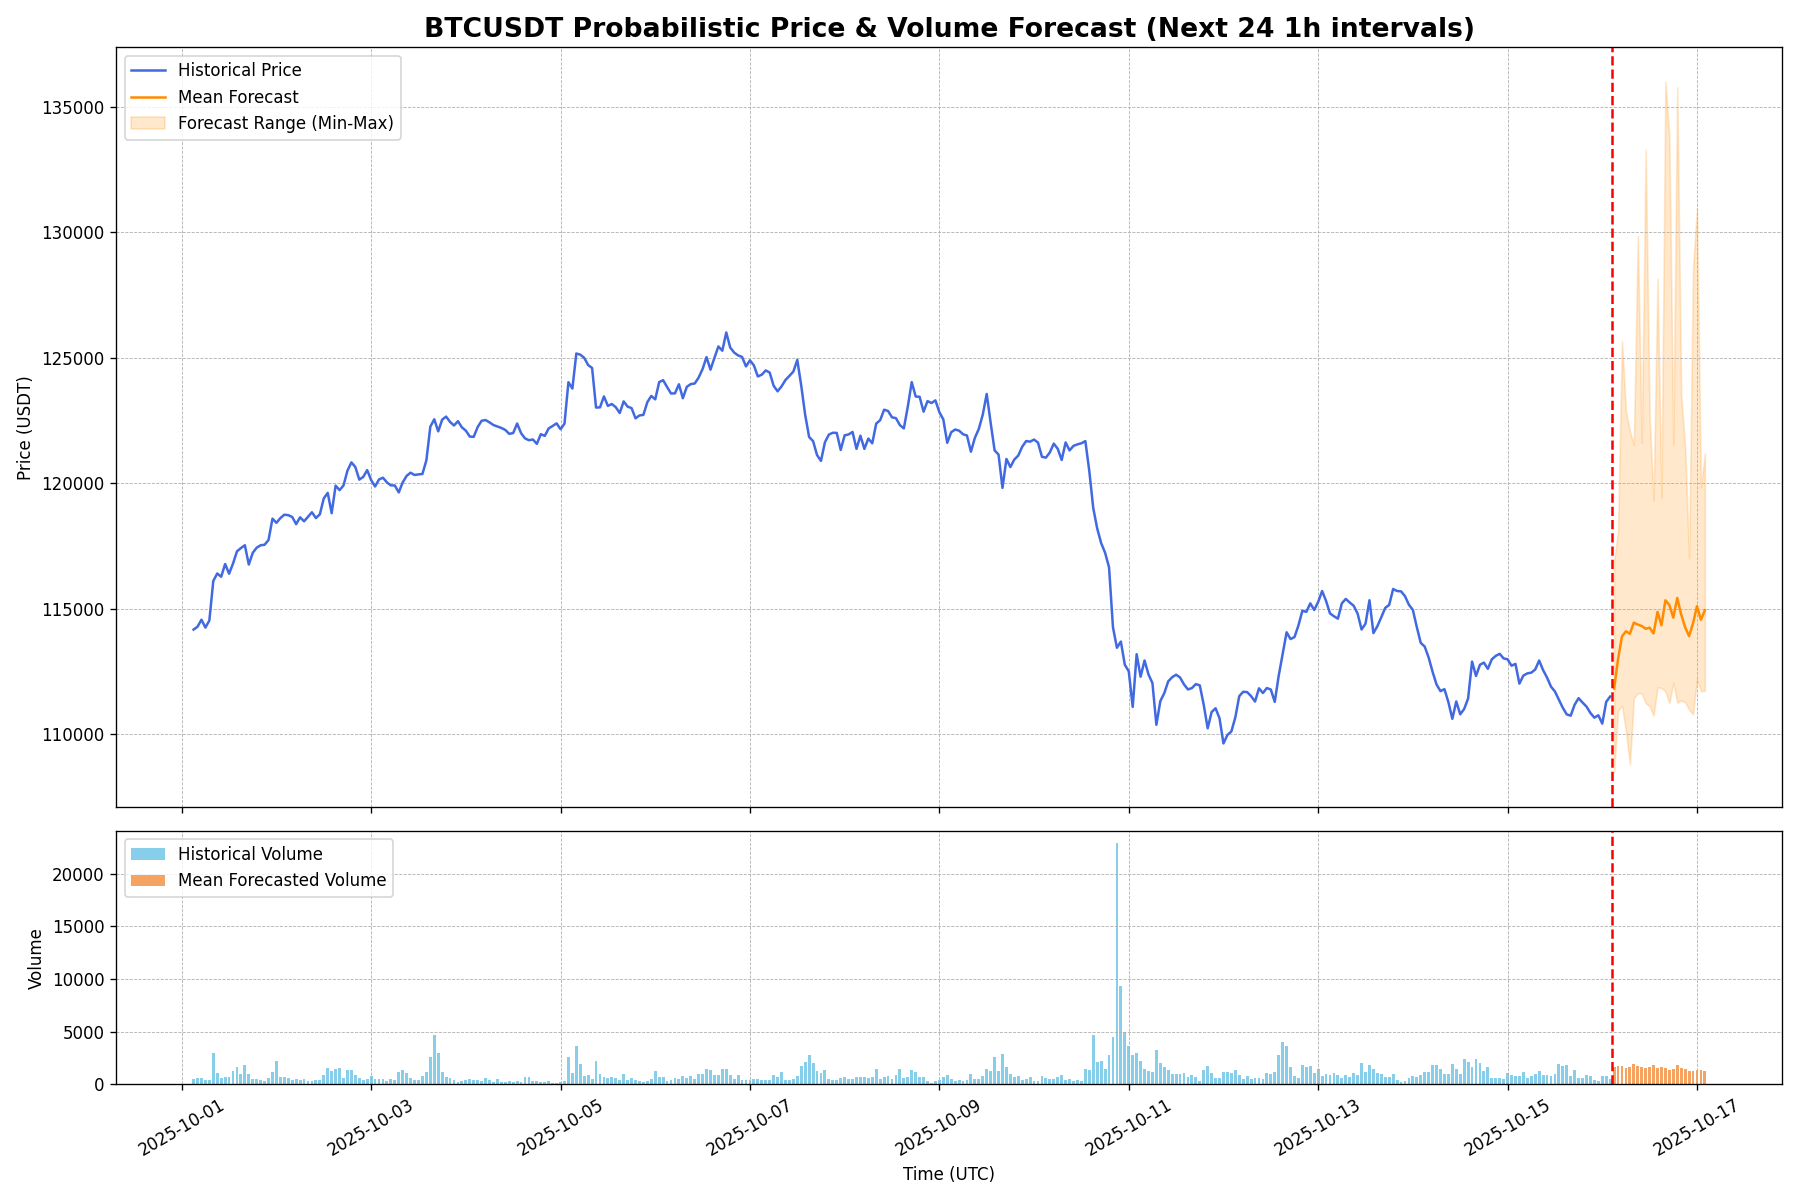 BTCUSDT Probabilistic Price & Volume Forecast (Next 24 1h intervals)
Historical Price
Mean Forecast
Forecast Range (Min-Max)
135000
130000
125000
120000
115000
110000
Price (USDT)
Historical Volume
Mean Forecasted Volume
20000
15000
10000
5000
0
Volume
2025-10-01
2025-10-03
2025-10-05
2025-10-07
2025-10-09
2025-10-11
2025-10-13
2025-10-15
2025-10-17
Time (UTC)